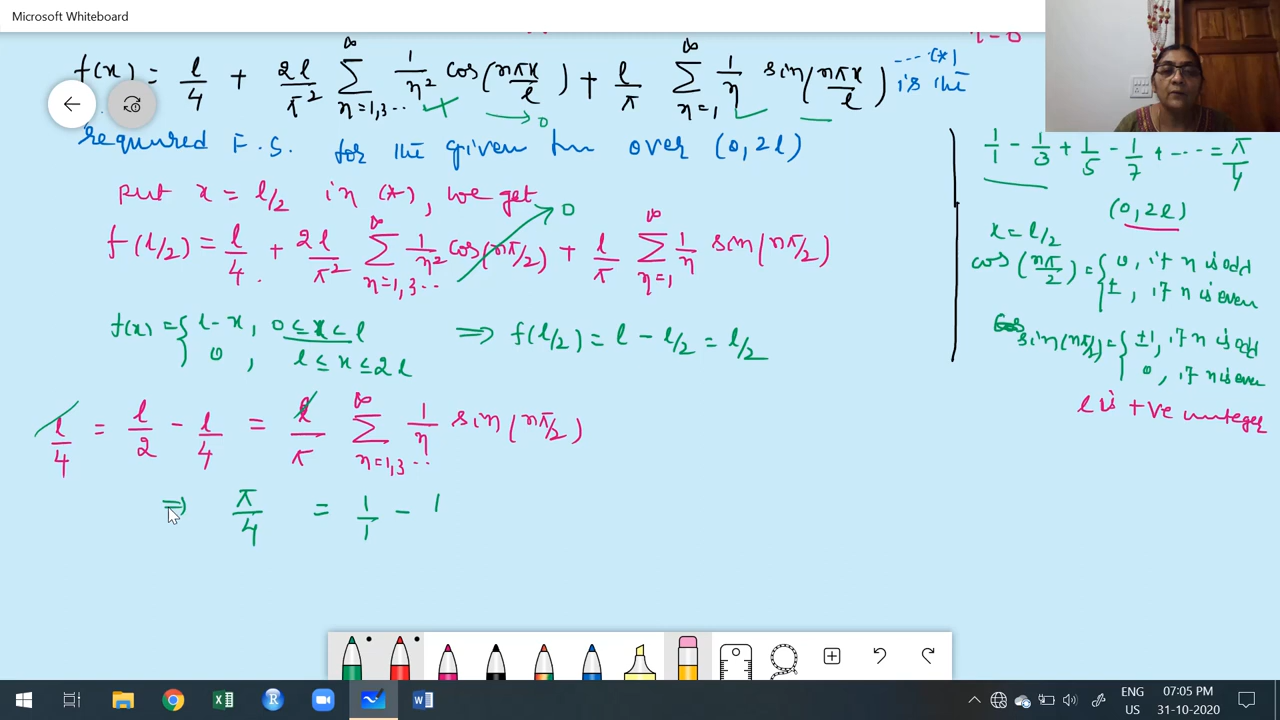 Microsoft Whiteboard
f(x) = l/4 + 2l/π² ∑ n=1,3... ∞ 1/n² cos(nπx/l) + l/π ∑ n=1 ∞ 1/n sin(nπx/l) ---- (*) is the
→ 0
required F.S. for the given fun over (0, 2l)
put x = l/2 in (*), we get
f(l/2) = l/4 + 2l/π² ∑ n=1,3... ∞ 1/n² cos(nπ/2) → 0 + l/π ∑ n=1 ∞ 1/n sin(nπ/2)
f(x) = { l-x, 0 ≤ x < l
0, l ≤ x ≤ 2l
⇒ f(l/2) = l - l/2 = l/2
l/4 = l/2 - l/4 = l/π ∑ n=1,3... ∞ 1/n sin(nπ/2)
⇒ π/4 = 1/1 - 1
1/1 - 1/3 + 1/5 - 1/7 + ---- = π/4
(0, 2l)
x = l/2
cos(nπ/2) = { 0, if n is odd
±, if n is even
sin(nπ/2) = { ±1, if n is odd
0, if n is even
l is +ve integer
ENG
07:05 PM
US
31-10-2020